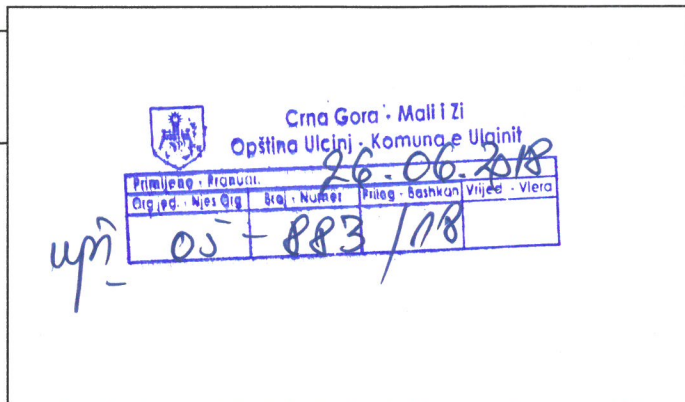 Crna Gora - Mali i Zi
Opština Ulcinj - Komuna e Ulqinit
Primljeno - Pranuar. 26.06.2018
Org.jed. - Njes Org Broj - Numer Prilog - Bashkan Vrijed - Vlera
05 - 883 /18